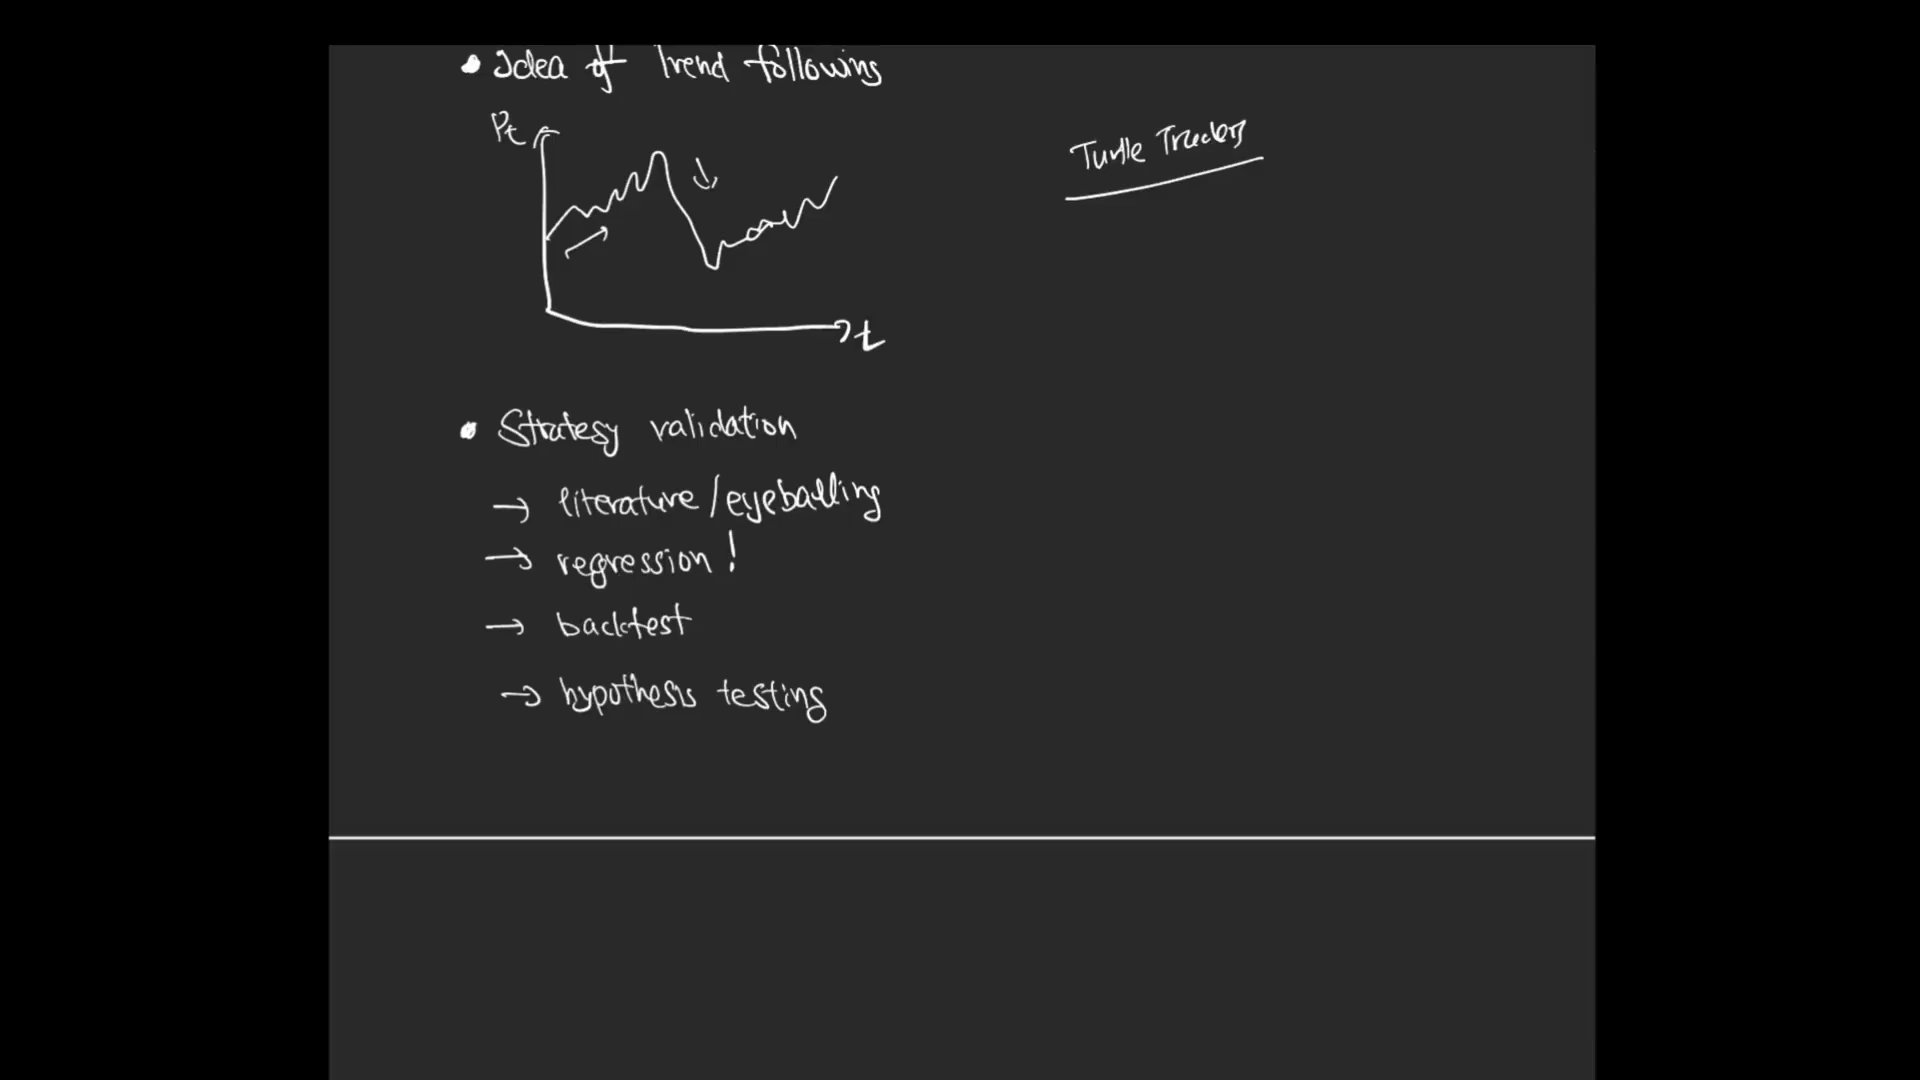 • Idea of Trend following
Pt
Turtle Traders
t
• Strategy validation
→ literature/eyeballing
→ regression!
→ backtest
→ hypothesis testing